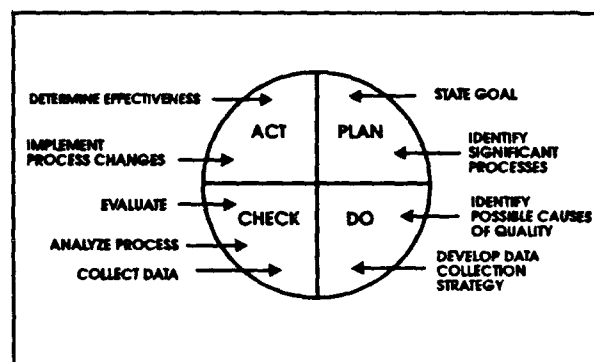 DETERMINE EFFECTIVENESS
STATE GOAL
ACT
PLAN
IMPLEMENT
PROCESS CHANGES
IDENTIFY
SIGNIFICANT
PROCESSES
EVALUATE
CHECK
DO
IDENTIFY
POSSIBLE CAUSES
OF QUALITY
ANALYZE PROCESS
COLLECT DATA
DEVELOP DATA
COLLECTION
STRATEGY